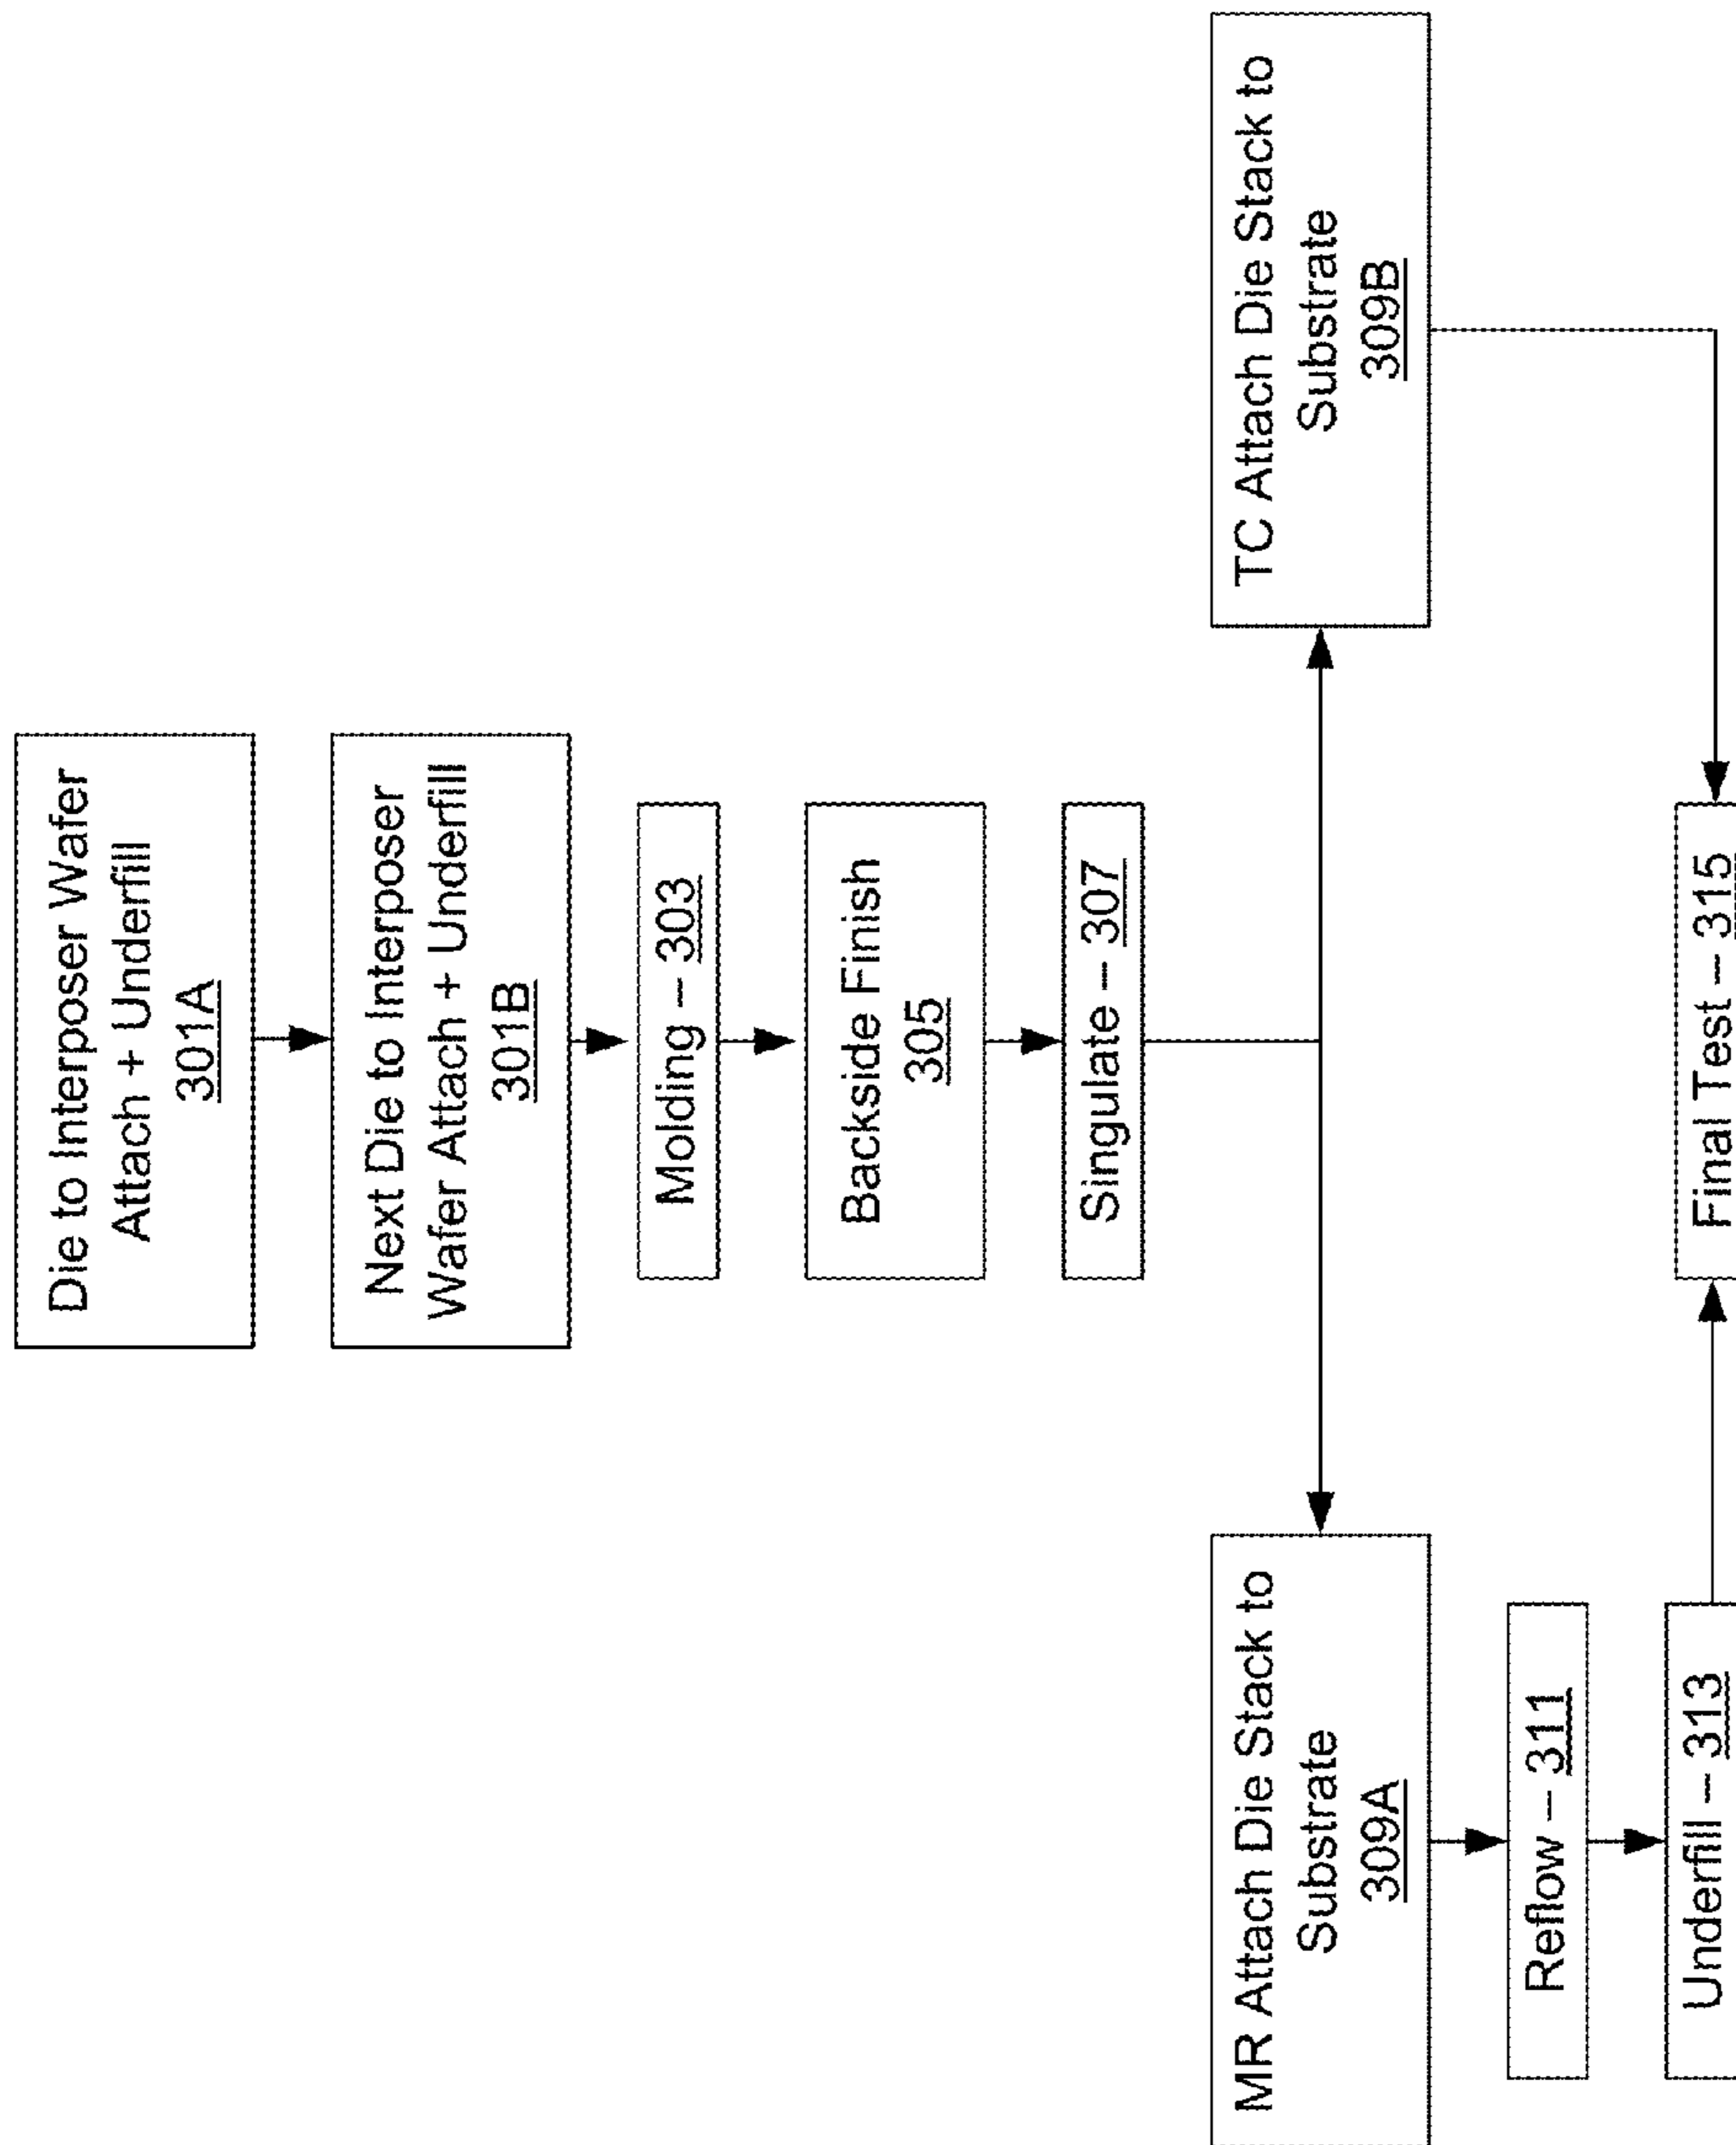 Die to Interposer Wafer
Attach + Underfill
301A
Next Die to Interposer
Wafer Attach + Underfill
301B
Molding – 303
Backside Finish
305
Singulate – 307
MR Attach Die Stack to
Substrate
309A
TC Attach Die Stack to
Substrate
309B
Reflow – 311
Underfill – 313
Final Test – 315